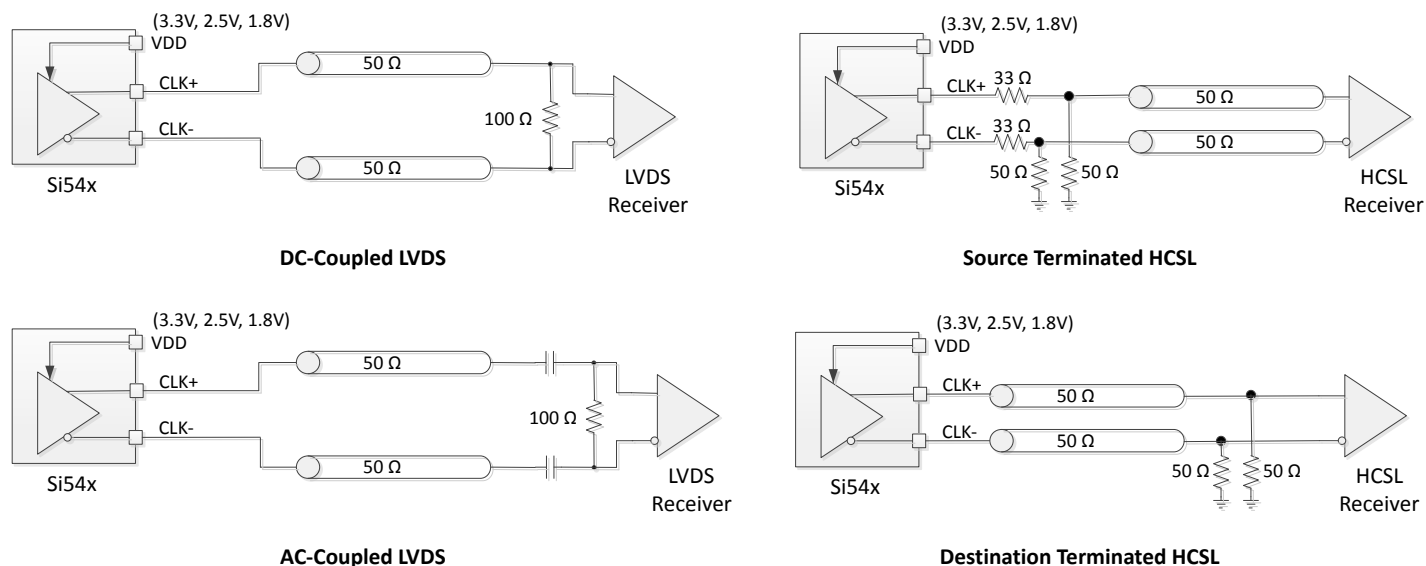 (3.3V, 2.5V, 1.8V)
VDD
CLK+
50 Ω
100 Ω
CLK-
50 Ω
Si54x
LVDS
Receiver
DC-Coupled LVDS
(3.3V, 2.5V, 1.8V)
VDD
CLK+
33 Ω
50 Ω
CLK-
33 Ω
50 Ω
50 Ω
50 Ω
Si54x
HCSL
Receiver
Source Terminated HCSL
(3.3V, 2.5V, 1.8V)
VDD
CLK+
50 Ω
100 Ω
CLK-
50 Ω
Si54x
LVDS
Receiver
AC-Coupled LVDS
(3.3V, 2.5V, 1.8V)
VDD
CLK+
50 Ω
CLK-
50 Ω
50 Ω
50 Ω
Si54x
HCSL
Receiver
Destination Terminated HCSL